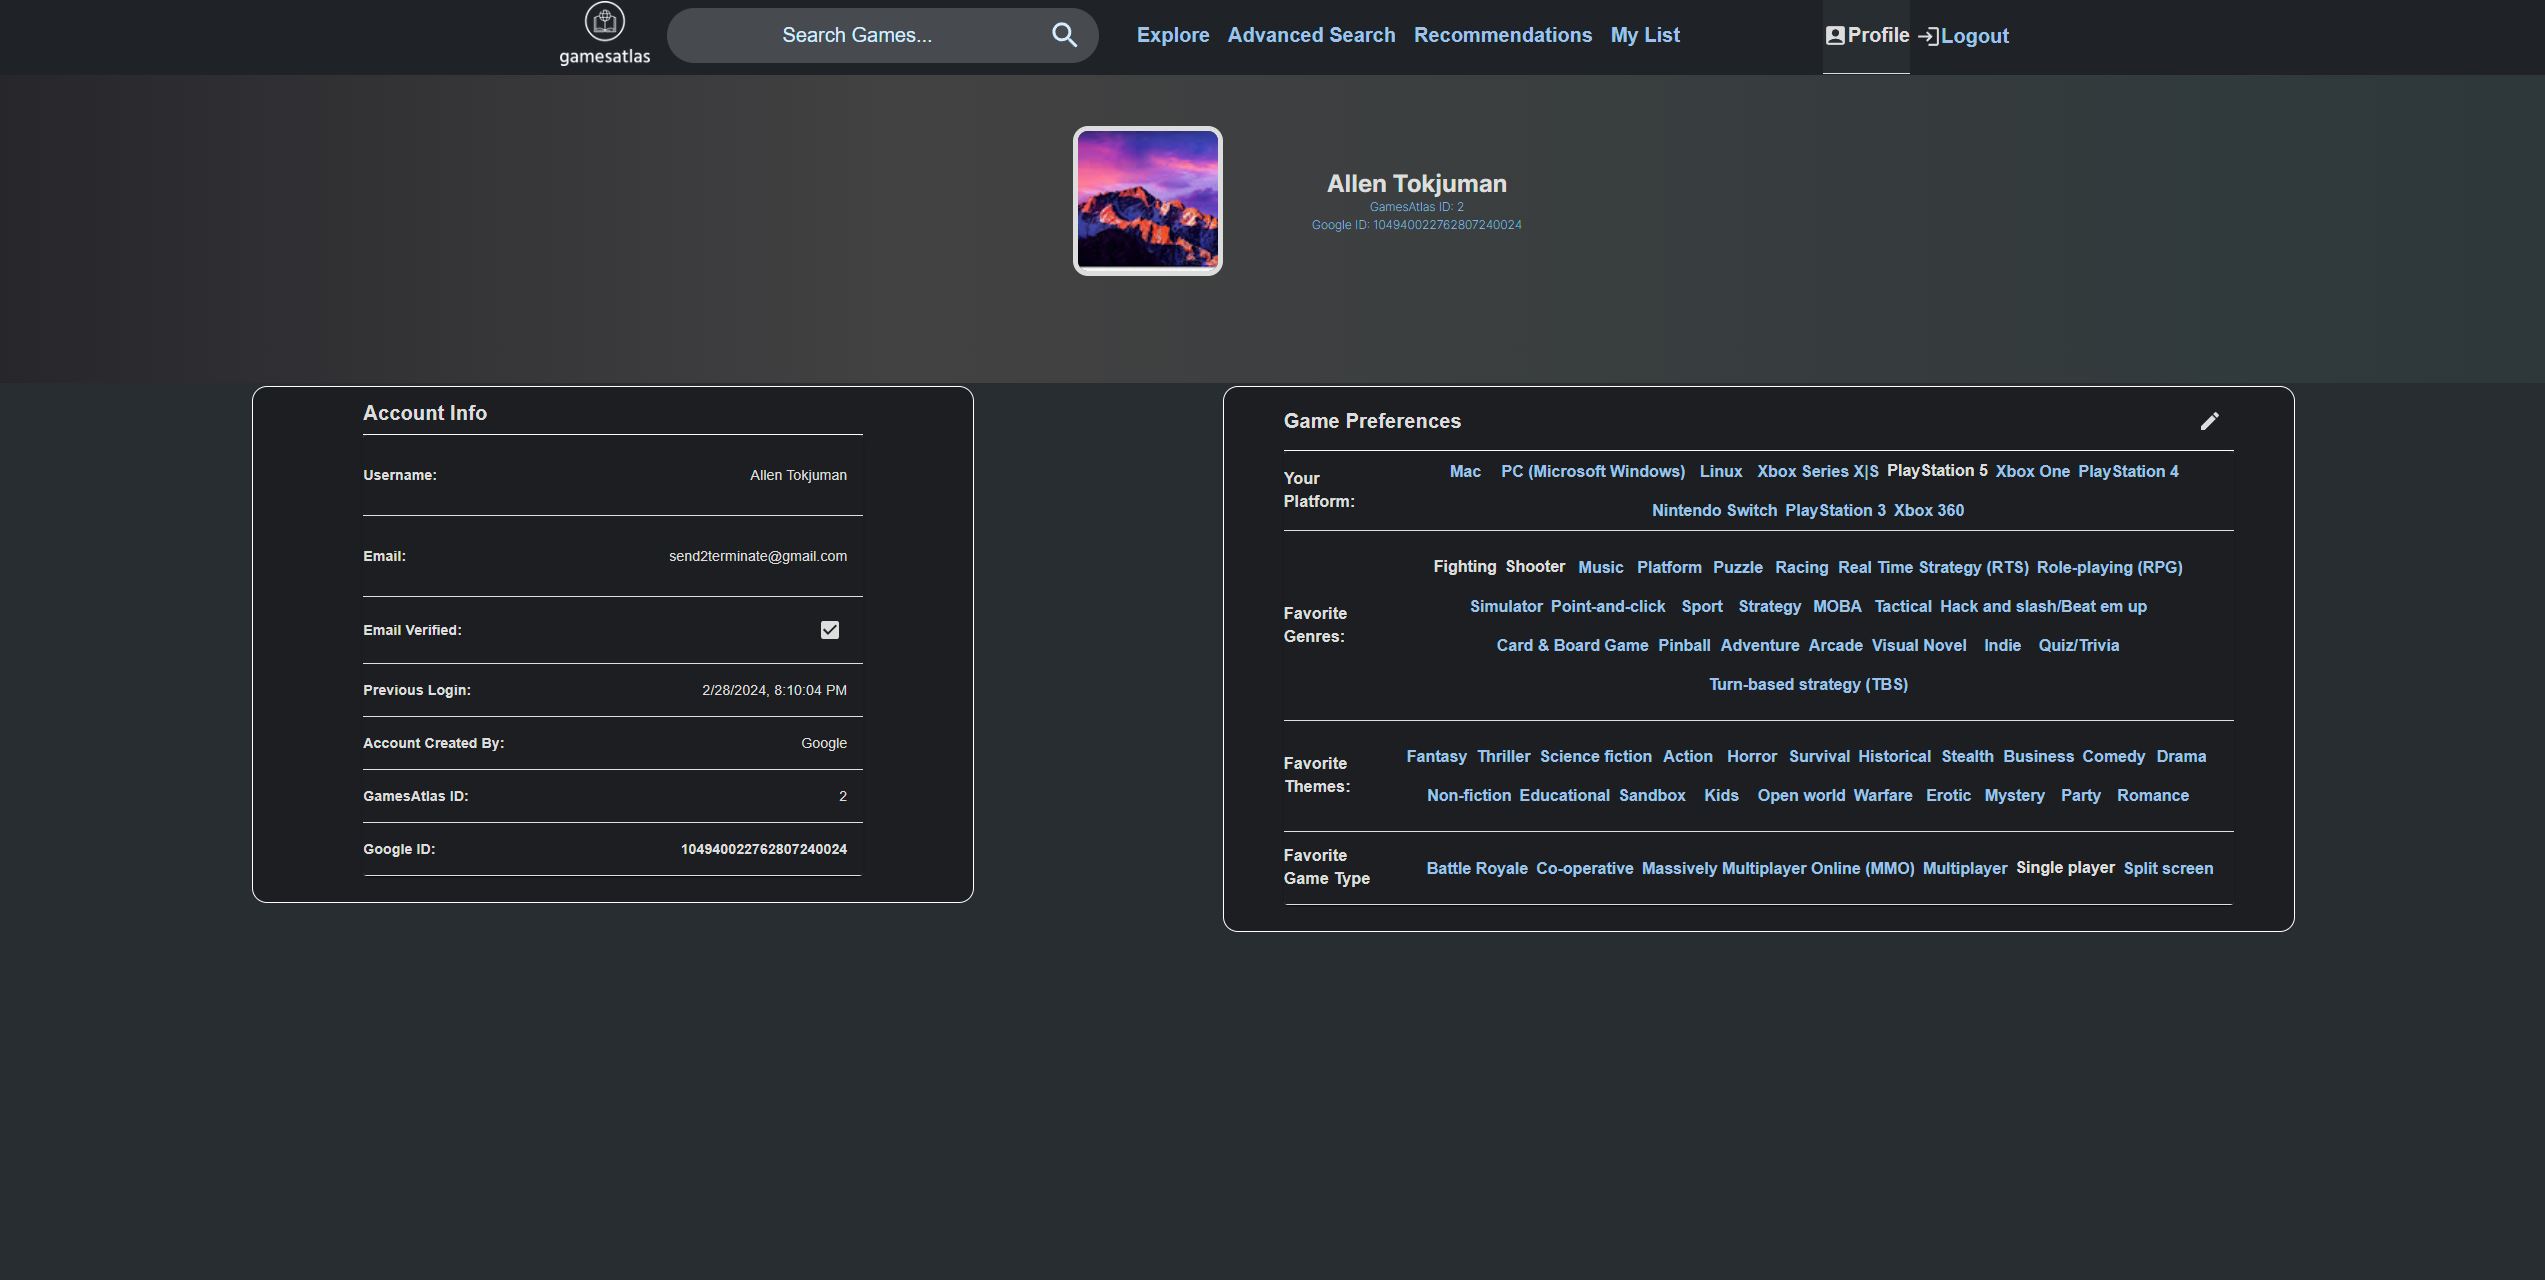 gamesatlas
Search Games...
Explore Advanced Search Recommendations My List
Profile Logout
Allen Tokjuman
GamesAtlas ID: 2
Google ID: 104940022762807240024
Account Info
Username: Allen Tokjuman
Email: send2terminate@gmail.com
Email Verified:
Previous Login: 2/28/2024, 8:10:04 PM
Account Created By: Google
GamesAtlas ID: 2
Google ID: 104940022762807240024
Game Preferences
Your
Platform:
Mac PC (Microsoft Windows) Linux Xbox Series X|S PlayStation 5 Xbox One PlayStation 4
Nintendo Switch PlayStation 3 Xbox 360
Favorite
Genres:
Fighting Shooter Music Platform Puzzle Racing Real Time Strategy (RTS) Role-playing (RPG)
Simulator Point-and-click Sport Strategy MOBA Tactical Hack and slash/Beat em up
Card & Board Game Pinball Adventure Arcade Visual Novel Indie Quiz/Trivia
Turn-based strategy (TBS)
Favorite
Themes:
Fantasy Thriller Science fiction Action Horror Survival Historical Stealth Business Comedy Drama
Non-fiction Educational Sandbox Kids Open world Warfare Erotic Mystery Party Romance
Favorite
Game Type
Battle Royale Co-operative Massively Multiplayer Online (MMO) Multiplayer Single player Split screen